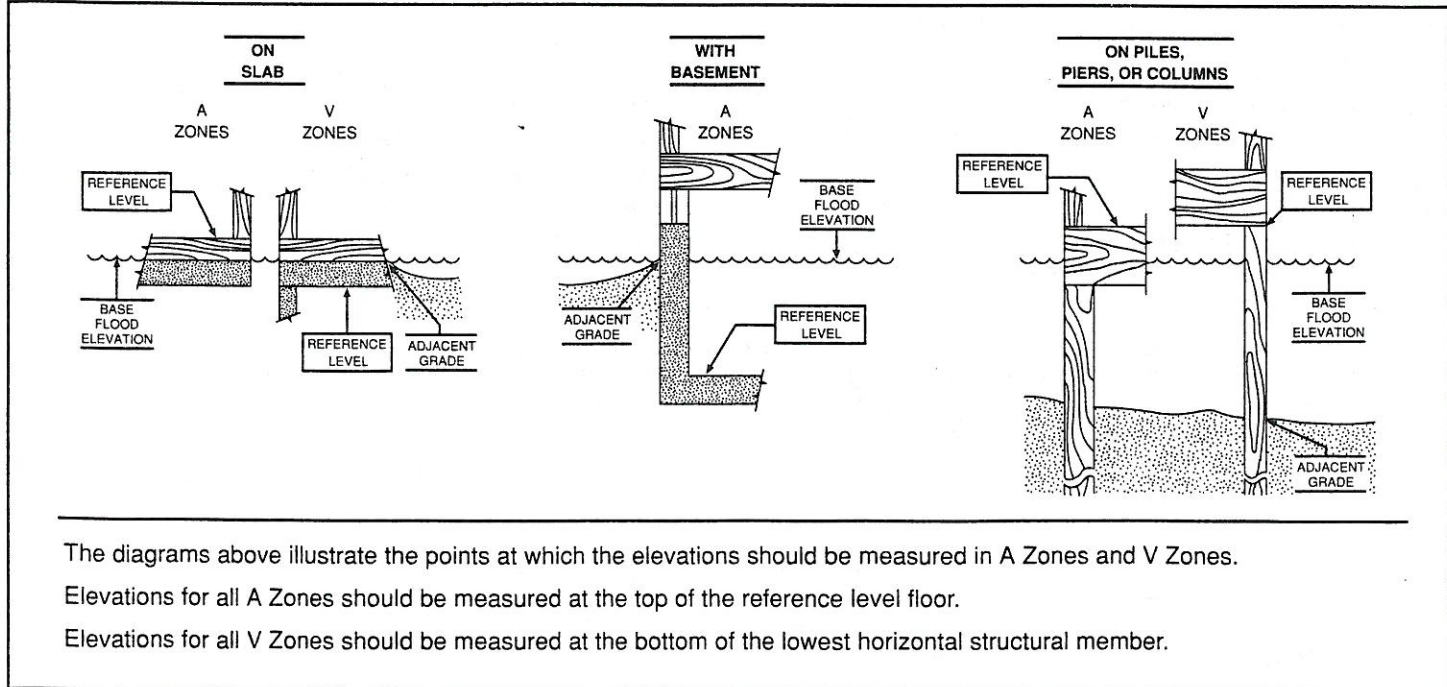 ON
SLAB
A
ZONES
V
ZONES
REFERENCE
LEVEL
BASE
FLOOD
ELEVATION
REFERENCE
LEVEL
ADJACENT
GRADE
WITH
BASEMENT
A
ZONES
BASE
FLOOD
ELEVATION
ADJACENT
GRADE
REFERENCE
LEVEL
ON PILES,
PIERS, OR COLUMNS
A
ZONES
V
ZONES
REFERENCE
LEVEL
REFERENCE
LEVEL
BASE
FLOOD
ELEVATION
ADJACENT
GRADE
The diagrams above illustrate the points at which the elevations should be measured in A Zones and V Zones.
Elevations for all A Zones should be measured at the top of the reference level floor.
Elevations for all V Zones should be measured at the bottom of the lowest horizontal structural member.